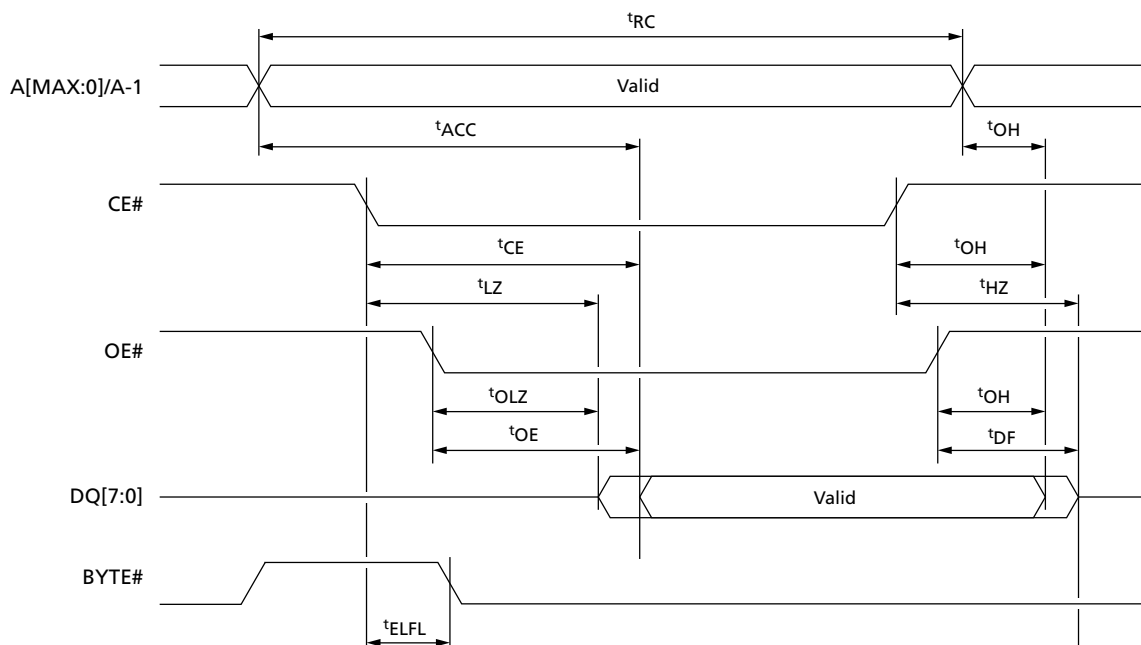 tRC
A[MAX:0]/A-1
Valid
tACC
tOH
CE#
tCE
tOH
tLZ
tHZ
OE#
tOLZ
tOH
tOE
tDF
DQ[7:0]
Valid
BYTE#
tELFL